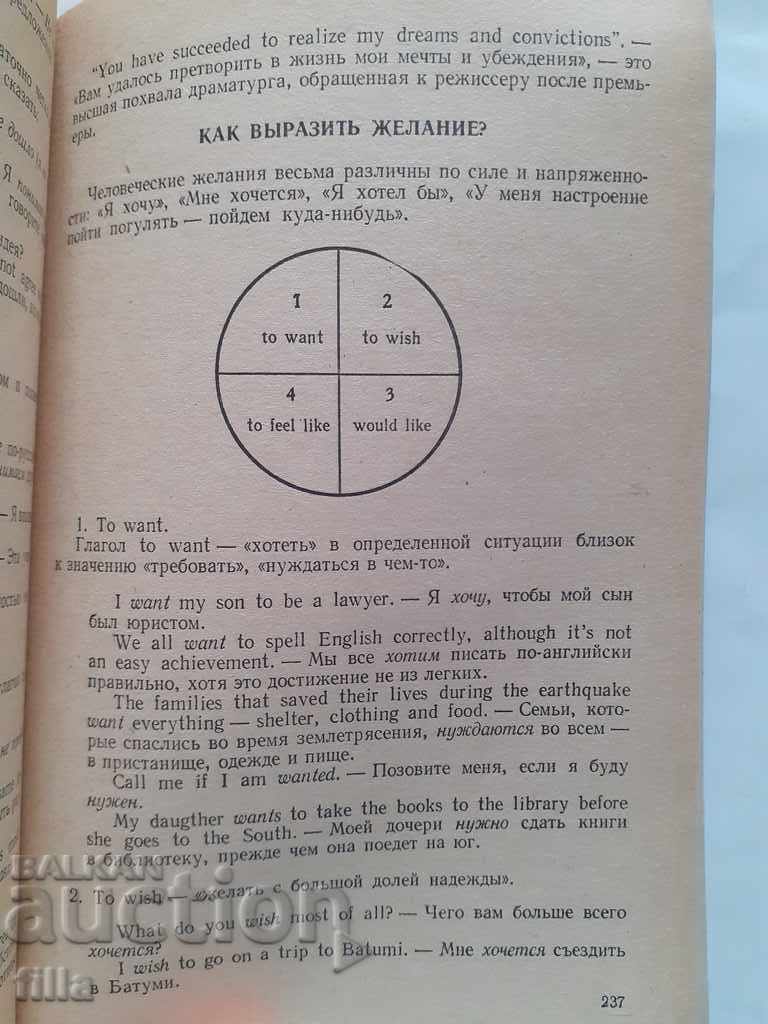 "You have succeeded to realize my dreams and convictions". —
«Вам удалось претворить в жизнь мои мечты и убеждения», — это
высшая похвала драматурга, обращенная к режиссеру после премь-
еры.
КАК ВЫРАЗИТЬ ЖЕЛАНИЕ?
Человеческие желания весьма различны по силе и напряженно-
сти: «Я хочу», «Мне хочется», «Я хотел бы», «У меня настроение
пойти погулять — пойдем куда-нибудь».
1 2
to want to wish
4 3
to feel like would like
1. To want.
Глагол to want — «хотеть» в определенной ситуации близок
к значению «требовать», «нуждаться в чем-то».
I want my son to be a lawyer. — Я хочу, чтобы мой сын
был юристом.
We all want to spell English correctly, although it's not
an easy achievement. — Мы все хотим писать по-английски
правильно, хотя это достижение не из легких.
The families that saved their lives during the earthquake
want everything — shelter, clothing and food. — Семьи, кото-
рые спаслись во время землетрясения, нуждаются во всем —
в пристанище, одежде и пище.
Call me if I am wanted. — Позовите меня, если я буду
нужен.
My daugther wants to take the books to the library before
she goes to the South. — Моей дочери нужно сдать книги
в библиотеку, прежде чем она поедет на юг.
2. To wish — «желать с большой долей надежды».
What do you wish most of all? — Чего вам больше всего
хочется?
I wish to go on a trip to Batumi. — Мне хочется съездить
в Батуми.
237
BALKAN
auction
filla